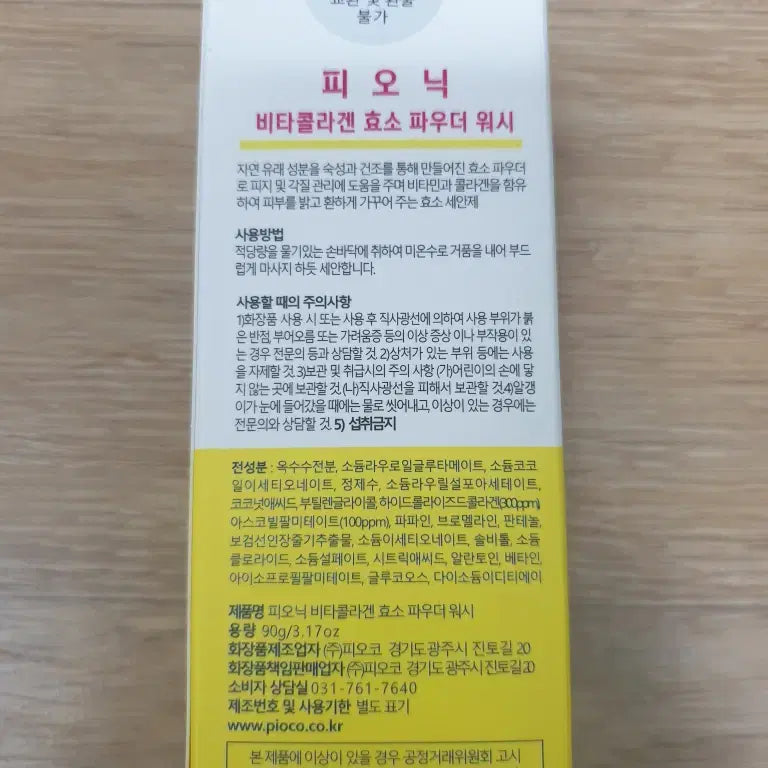 교환 및 환불
불가
피오닉
비타콜라겐 효소 파우더 워시
자연 유래 성분을 숙성과 건조를 통해 만들어진 효소 파우더
로 피지 및 각질 관리에 도움을 주며 비타민과 콜라겐을 함유
하여 피부를 밝고 환하게 가꾸어 주는 효소 세안제
사용방법
적당량을 물기있는 손바닥에 취하여 미온수로 거품을 내어 부드
럽게 마사지 하듯 세안합니다.
사용할 때의 주의사항
1)화장품 사용 시 또는 사용 후 직사광선에 의하여 사용 부위가 붉
은 반점, 부어오름 또는 가려움증 등의 이상 증상 이나 부작용이 있
는 경우 전문의 등과 상담할 것 2)상처가 있는 부위 등에는 사용
을 자제할 것 3)보관 및 취급시의 주의 사항 (가)어린이의 손에 닿
지 않는 곳에 보관할 것 (나)직사광선을 피해서 보관할 것.4)알갱
이가 눈에 들어갔을 때에는 물로 씻어내고, 이상이 있는 경우에는
전문의와 상담할 것. 5) 섭취금지
전성분 : 옥수수전분, 소듐라우로일글루타메이트, 소듐코코
일이세티오네이트, 정제수, 소듐라우릴설포아세테이트,
코코넛애씨드, 부틸렌글라이콜, 하이드롤라이즈드콜라겐(300ppm),
아스코빌팔미테이트(100ppm), 파파인, 브로멜라인, 판테놀,
보검선인장줄기추출물, 소듐이세티오네이트, 솔비톨, 소듐
클로라이드, 소듐설페이트, 시트릭애씨드, 알란토인, 베타인,
아이소프로필팔미테이트, 글루코오스, 다이소듐이디티에이
제품명 피오닉 비타콜라겐 효소 파우더 워시
용량 90g/3.17oz
화장품제조업자 (주)피오코 경기도 광주시 진토길 20
화장품책임판매업자 (주)피오코 경기도 광주시 진토길20
소비자 상담실 031-761-7640
제조번호 및 사용기한 별도 표기
www.pioco.co.kr
본 제품에 이상이 있을 경우 공정거래위원회 고시